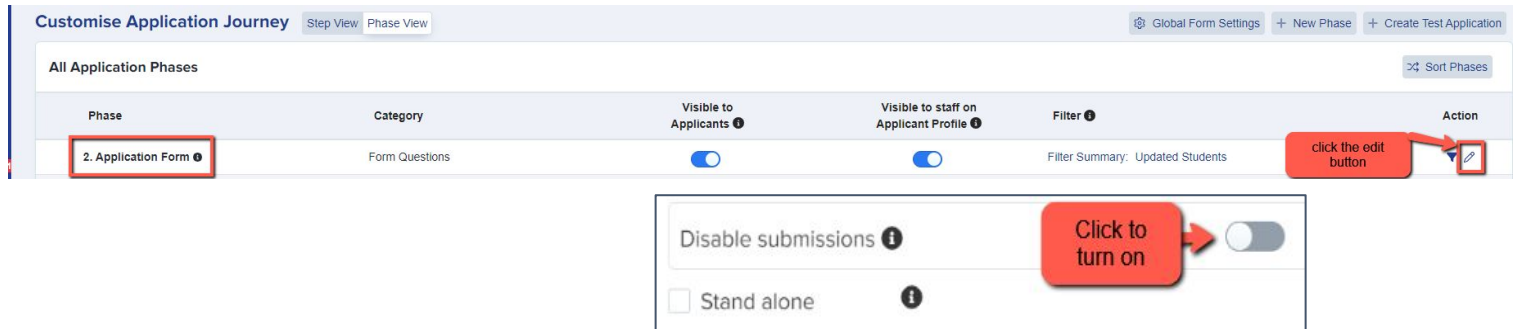 Customise Application Journey Step View Phase View Global Form Settings + New Phase + Create Test Application
All Application Phases Sort Phases
Phase Category Visible to Applicants Visible to staff on Applicant Profile Filter Action
2. Application Form Form Questions Filter Summary: Updated Students click the edit button
Disable submissions Click to turn on
Stand alone